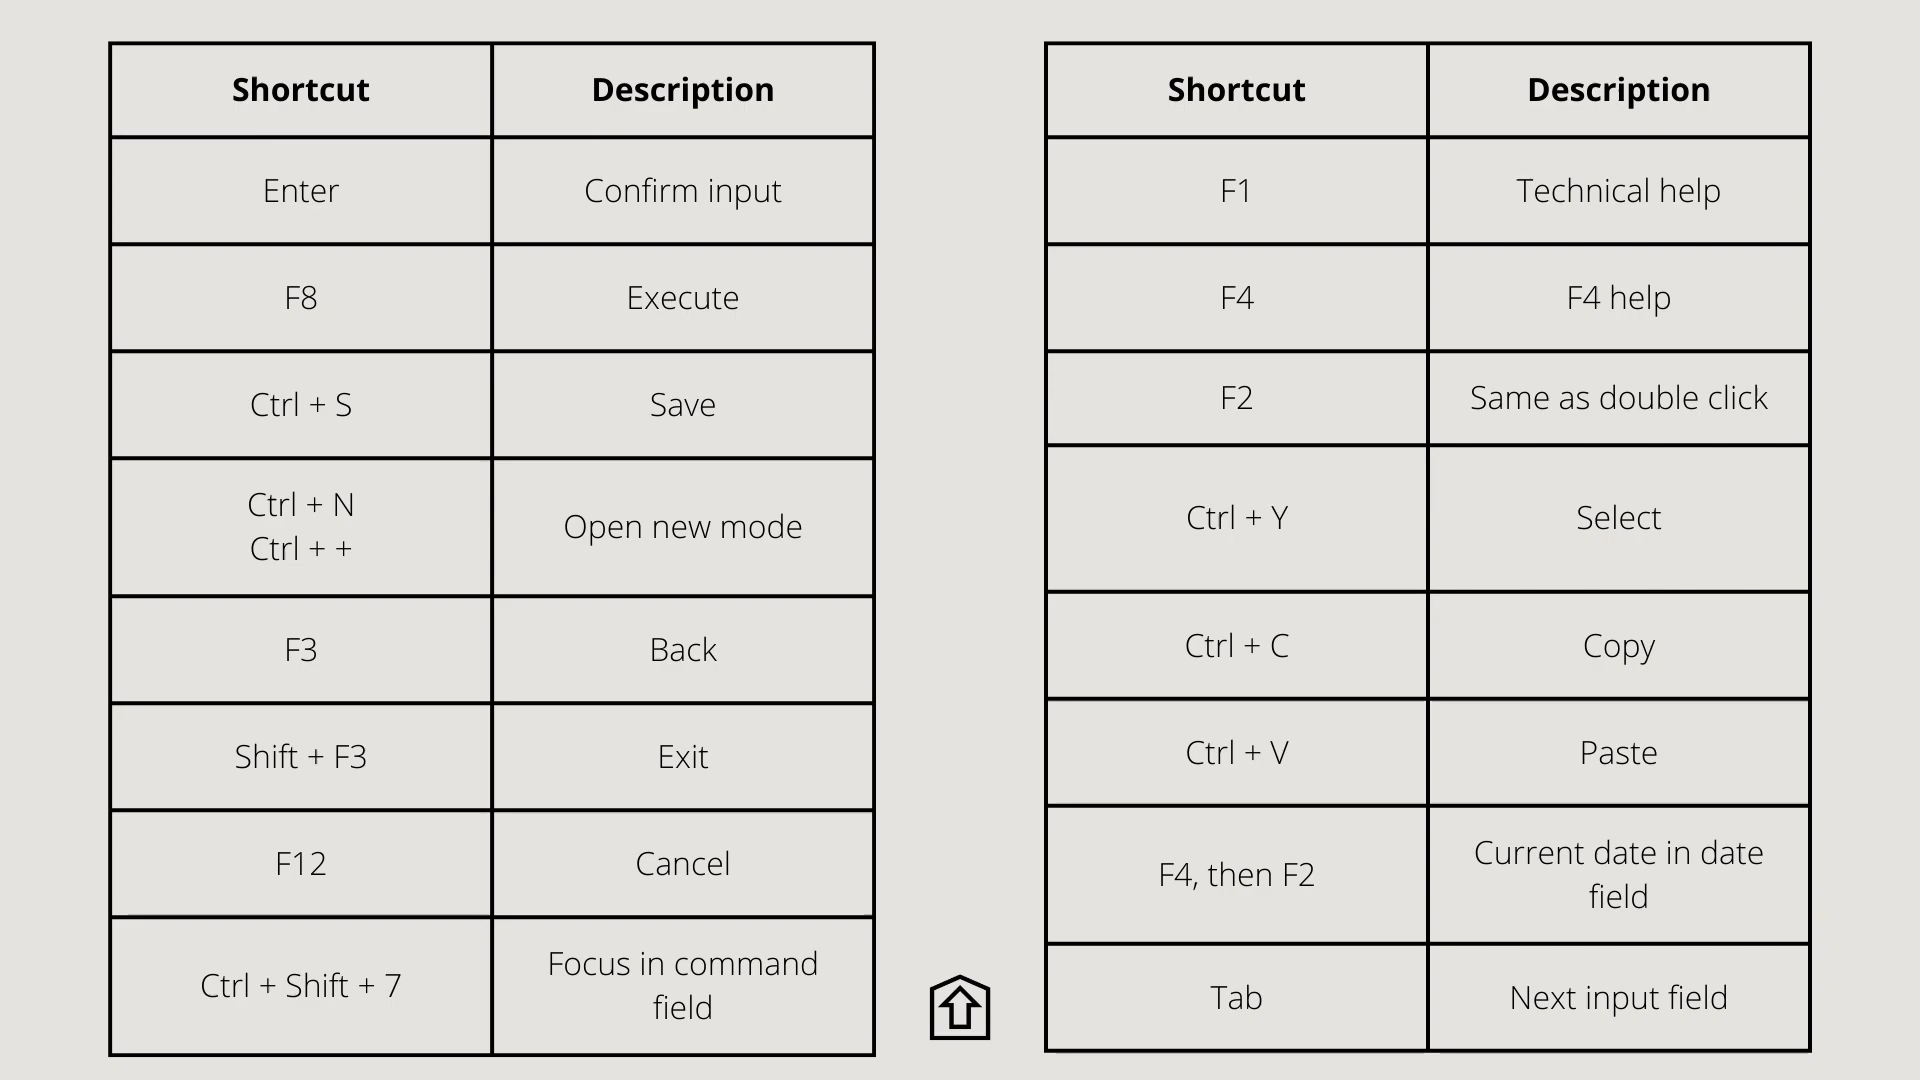 Shortcut Description
Enter Confirm input
F8 Execute
Ctrl + S Save
Ctrl + N
Ctrl + +
Open new mode
F3 Back
Shift + F3 Exit
F12 Cancel
Ctrl + Shift + 7
Focus in command
field
Shortcut Description
F1 Technical help
F4 F4 help
F2 Same as double click
Ctrl + Y Select
Ctrl + C Copy
Ctrl + V Paste
F4, then F2
Current date in date
field
Tab Next input field